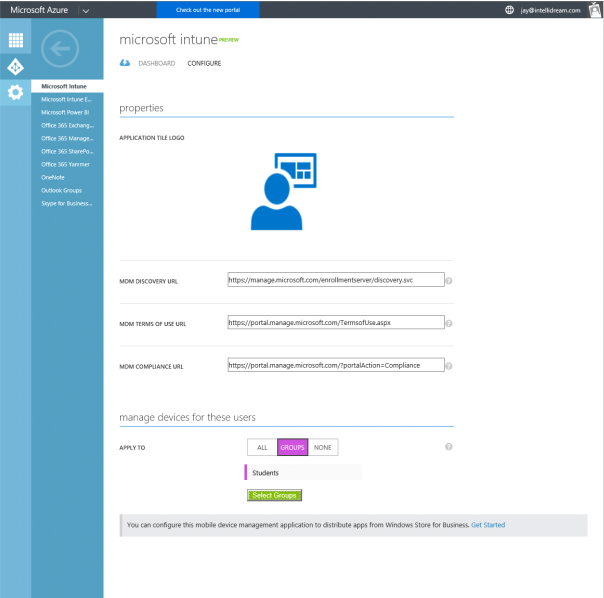 Microsoft Azure
Check out the new portal
jay@intellidream.com
microsoft intune PREVIEW
DASHBOARD CONFIGURE
Microsoft Intune
Microsoft Intune E...
Microsoft Power BI
Office 365 Exchang...
Office 365 Manage...
Office 365 SharePo...
Office 365 Yammer
OneNote
Outlook Groups
Skype for Business...
properties
APPLICATION TILE LOGO
MDM DISCOVERY URL https://manage.microsoft.com/enrollmentserver/discovery.svc ?
MDM TERMS OF USE URL https://portal.manage.microsoft.com/TermsofUse.aspx ?
MDM COMPLIANCE URL https://portal.manage.microsoft.com/?portalAction=Compliance ?
manage devices for these users
APPLY TO ALL GROUPS NONE ?
Students
Select Groups
You can configure this mobile device management application to distribute apps from Windows Store for Business. Get Started